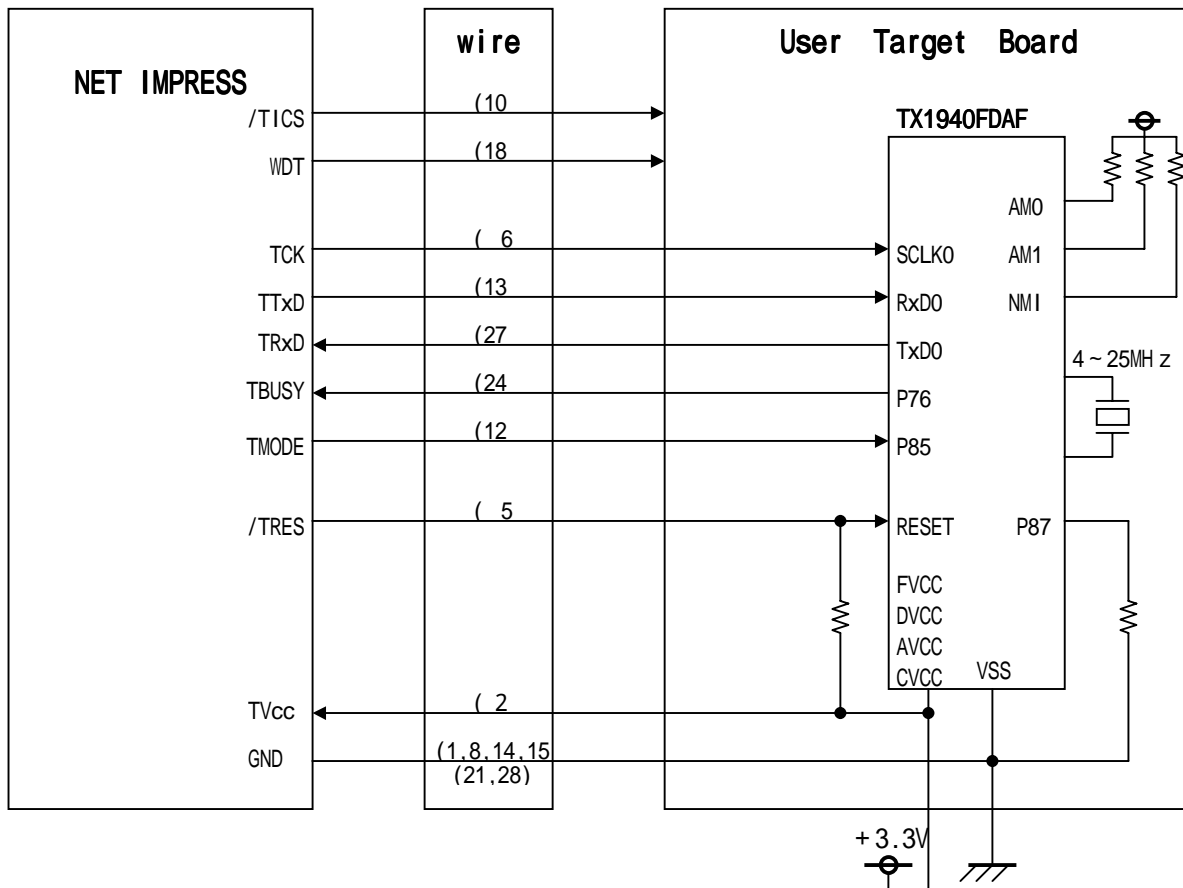 NET IMPRESS
/TICS
WDT
TCK
TTxD
TRxD
TBUSY
TMODE
/TRES
TVcc
GND
wire
(10
(18
( 6
(13
(27
(24
(12
( 5
( 2
(1,8,14,15
(21,28)
User Target Board
TX1940FDAF
SCLK0
RxD0
TxD0
P76
P85
RESET
FVCC
DVCC
AVCC
CVCC
VSS
AM0
AM1
NMI
P87
4~25MHz
+3.3V